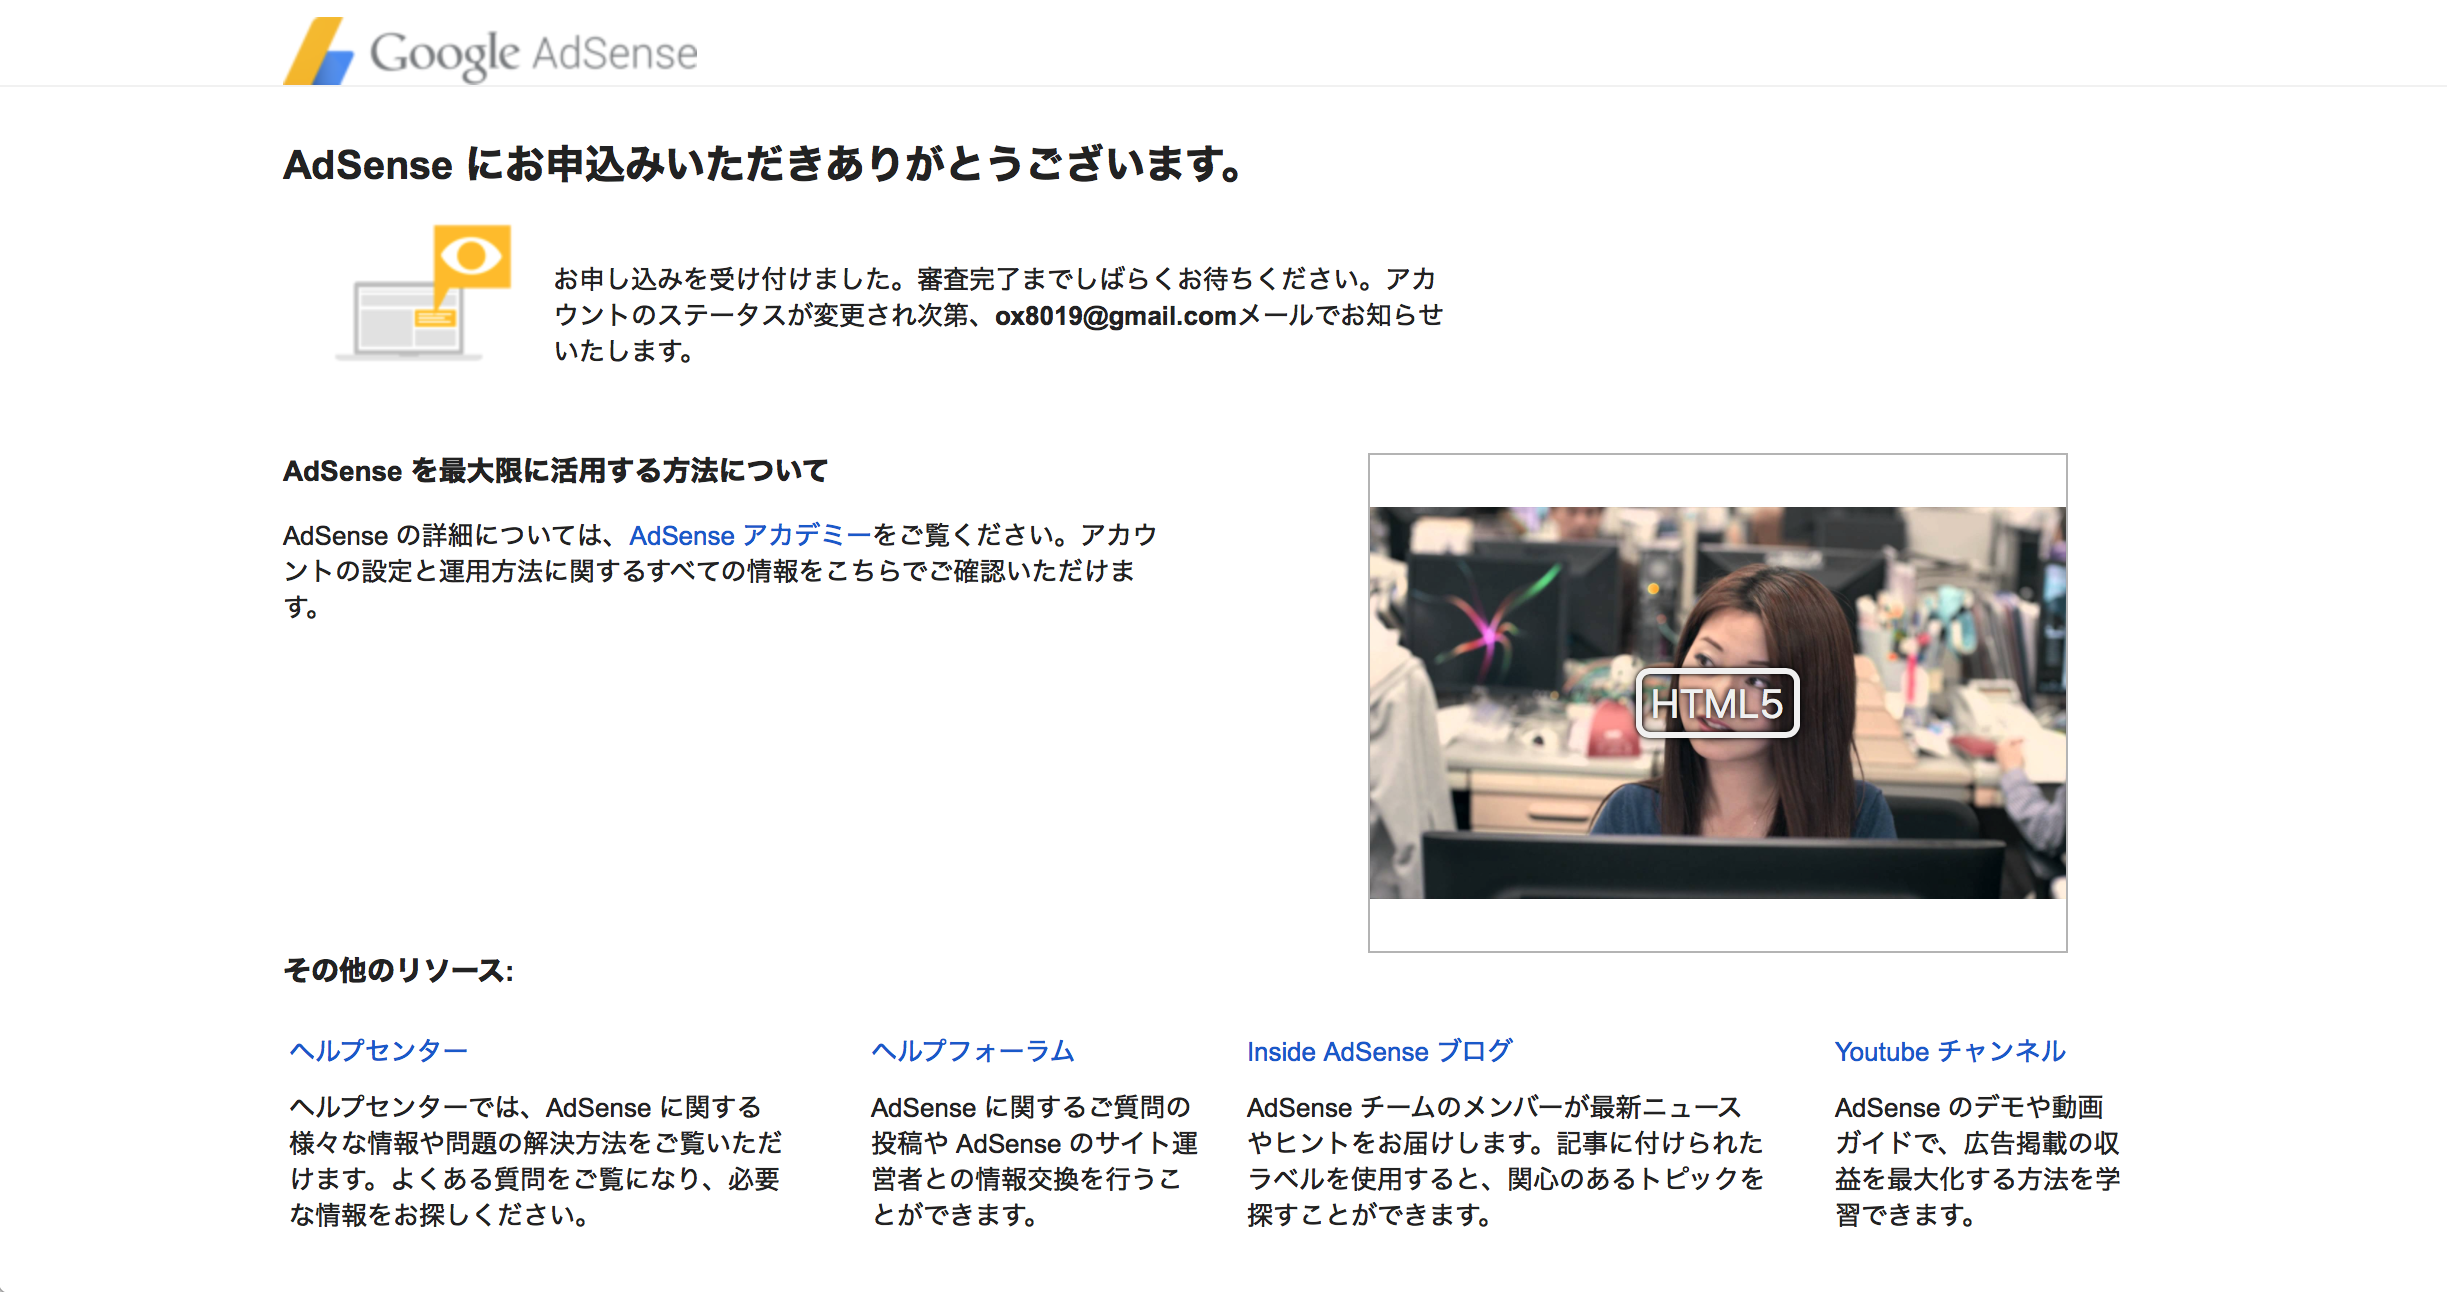 Google AdSense
AdSense にお申込みいただきありがとうございます。
お申し込みを受け付けました。審査完了までしばらくお待ちください。アカ
ウントのステータスが変更され次第、ox8019@gmail.comメールでお知らせ
いたします。
AdSense を最大限に活用する方法について
AdSense の詳細については、AdSense アカデミーをご覧ください。アカウ
ントの設定と運用方法に関するすべての情報をこちらでご確認いただけま
す。
HTML5
その他のリソース:
ヘルプセンター
ヘルプセンターでは、AdSense に関する
様々な情報や問題の解決方法をご覧いただ
けます。よくある質問をご覧になり、必要
な情報をお探しください。
ヘルプフォーラム
AdSense に関するご質問の
投稿や AdSense のサイト運
営者との情報交換を行うこ
とができます。
Inside AdSense ブログ
AdSense チームのメンバーが最新ニュース
やヒントをお届けします。記事に付けられた
ラベルを使用すると、関心のあるトピックを
探すことができます。
Youtube チャンネル
AdSense のデモや動画
ガイドで、広告掲載の収
益を最大化する方法を学
習できます。